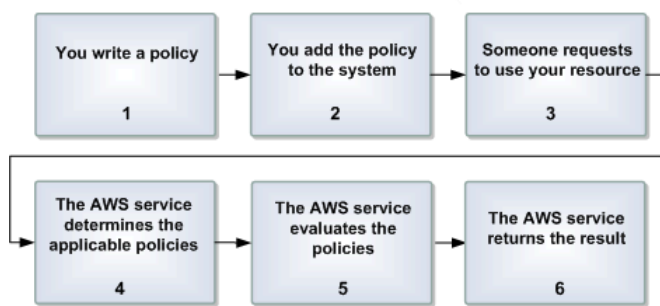 You write a policy
1
You add the policy
to the system
2
Someone requests
to use your resource
3
The AWS service
determines the
applicable policies
4
The AWS service
evaluates the
policies
5
The AWS service
returns the result
6